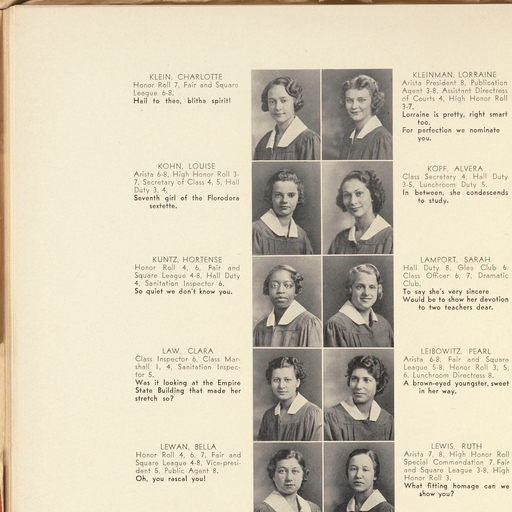 KLEIN, CHARLOTTE
Honor Roll 7, Fair and Square
League 6-8.
Hail to thee, blithe spirit!
KLEINMAN, LORRAINE
Arista President 8, Publication
Agent 3-8, Assistant Directress
of Courts 4, High Honor Roll
3-7.
Lorraine is pretty, right smart
too,
For perfection we nominate
you.
KOHN, LOUISE
Arista 6-8, High Honor Roll 3-
7, Secretary of Class 4, 5, Hall
Duty 3, 4.
Seventh girl of the Florodora
sextette.
KOPF, ALVERA
Class Secretary 4, Hall Duty
3-5, Lunchroom Duty 5.
In between, she condescends
to study.
KUNTZ, HORTENSE
Honor Roll 4, 6, Fair and
Square League 4-8, Hall Duty
4, Sanitation Inspector 6.
So quiet we don't know you.
LAMPORT, SARAH
Hall Duty 8, Glee Club 6,
Class Officer 6, 7, Dramatic
Club.
To say she's very sincere
Would be to show her devotion
to two teachers dear.
LAW, CLARA
Class Inspector 6, Class Mar-
shall 1, 4, Sanitation Inspec-
tor 5.
Was it looking at the Empire
State Building that made her
stretch so?
LEIBOWITZ, PEARL
Arista 6-8, Fair and Square
League 5-8, Honor Roll 3, 5,
6, Lunchroom Directress 8.
A brown-eyed youngster, sweet
in her way.
LEWAN, BELLA
Honor Roll 4, 6, 7, Fair and
Square League 4-8, Vice-presi-
dent 5, Public Agent 8.
Oh, you rascal you!
LEWIS, RUTH
Arista 7, 8, High Honor Roll
Special Commendation 7, Fair
and Square League 3-8, High
Honor Roll 3.
What fitting homage can we
show you?